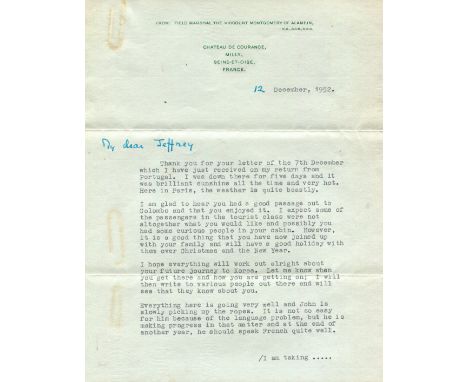 FROM: FIELD MARSHAL THE VISCOUNT MONTGOMERY OF ALAMEIN,
K.G., G.C.B., D.S.O.
CHATEAU DE COURANCE,
MILLY,
SEINE-ET-OISE,
FRANCE.
12 December, 1952.
My dear Jeffrey
Thank you for your letter of the 7th December
which I have just received on my return from
Portugal. I was down there for five days and it
was brilliant sunshine all the time and very hot.
Here in Paris, the weather is quite beastly.
I am glad to hear you had a good passage out to
Colombo and that you enjoyed it. I expect some of
the passengers in the tourist class were not
altogether what you would like and possibly you
had some curious people in your cabin. However,
it is a good thing that you have now joined up
with your family and will have a good holiday with
them over Christmas and the New Year.
I hope everything will work out alright about
your future journey to Korea. Let me know when
you get there and how you are getting on; I will
then write to various people out there and will
see that they know about you.
Everything here is going very well and John is
slowly picking up the ropes. It is not so easy
for him because of the language problem, but he is
making progress in that matter and at the end of
another year, he should speak French quite well.
/I am taking .....